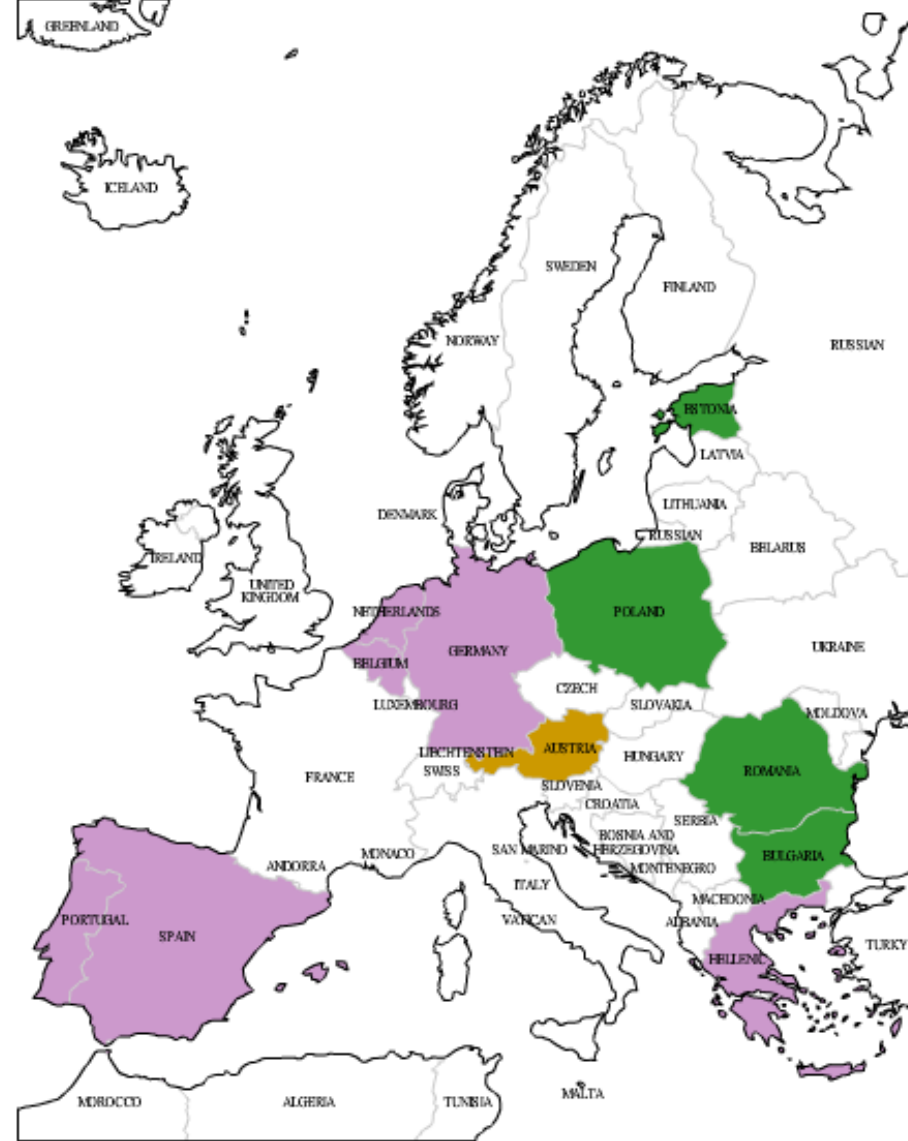 GREENLAND
ICELAND
SWEDEN
FINLAND
NORWAY
RUSSIAN
ESTONIA
LATVIA
LITHUANIA
DENMARK
RUSSIAN
BELARUS
IRELAND
UNITED
KINGDOM
NETHERLANDS
POLAND
GERMANY
UKRAINE
BELGIUM
CZECH
LUXEMBOURG
SLOVAKIA
MOLDOVA
LIECHTENSTEIN
AUSTRIA
HUNGARY
SWISS
FRANCE
ROMANIA
SLOVENIA
CROATIA
SERBIA
BOSNIA AND
HERZEGOVINA
SAN MARINO
MONACO
BULGARIA
ANDORRA
MONTENEGRO
ITALY
MACEDONIA
PORTUGAL
VATICAN
ALBANIA
SPAIN
TURKY
HELLENIC
MALTA
MOROCCO
ALGERIA
TUNISIA